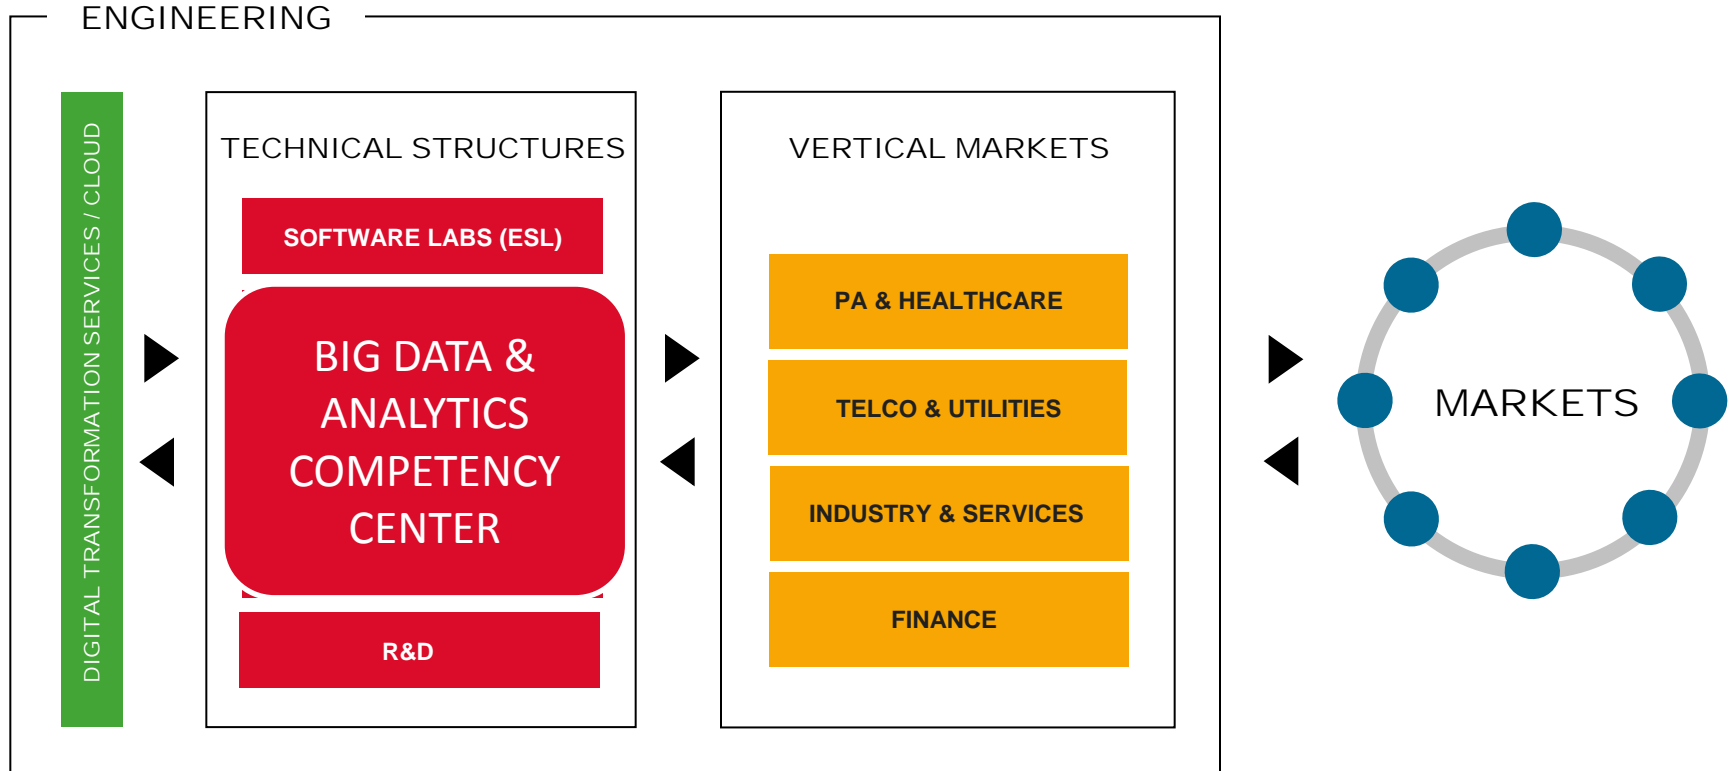 ENGINEERING
DIGITAL TRANSFORMATION SERVICES / CLOUD
TECHNICAL STRUCTURES
SOFTWARE LABS (ESL)
BIG DATA &
ANALYTICS
COMPETENCY
CENTER
R&D
VERTICAL MARKETS
PA & HEALTHCARE
TELCO & UTILITIES
INDUSTRY & SERVICES
FINANCE
MARKETS